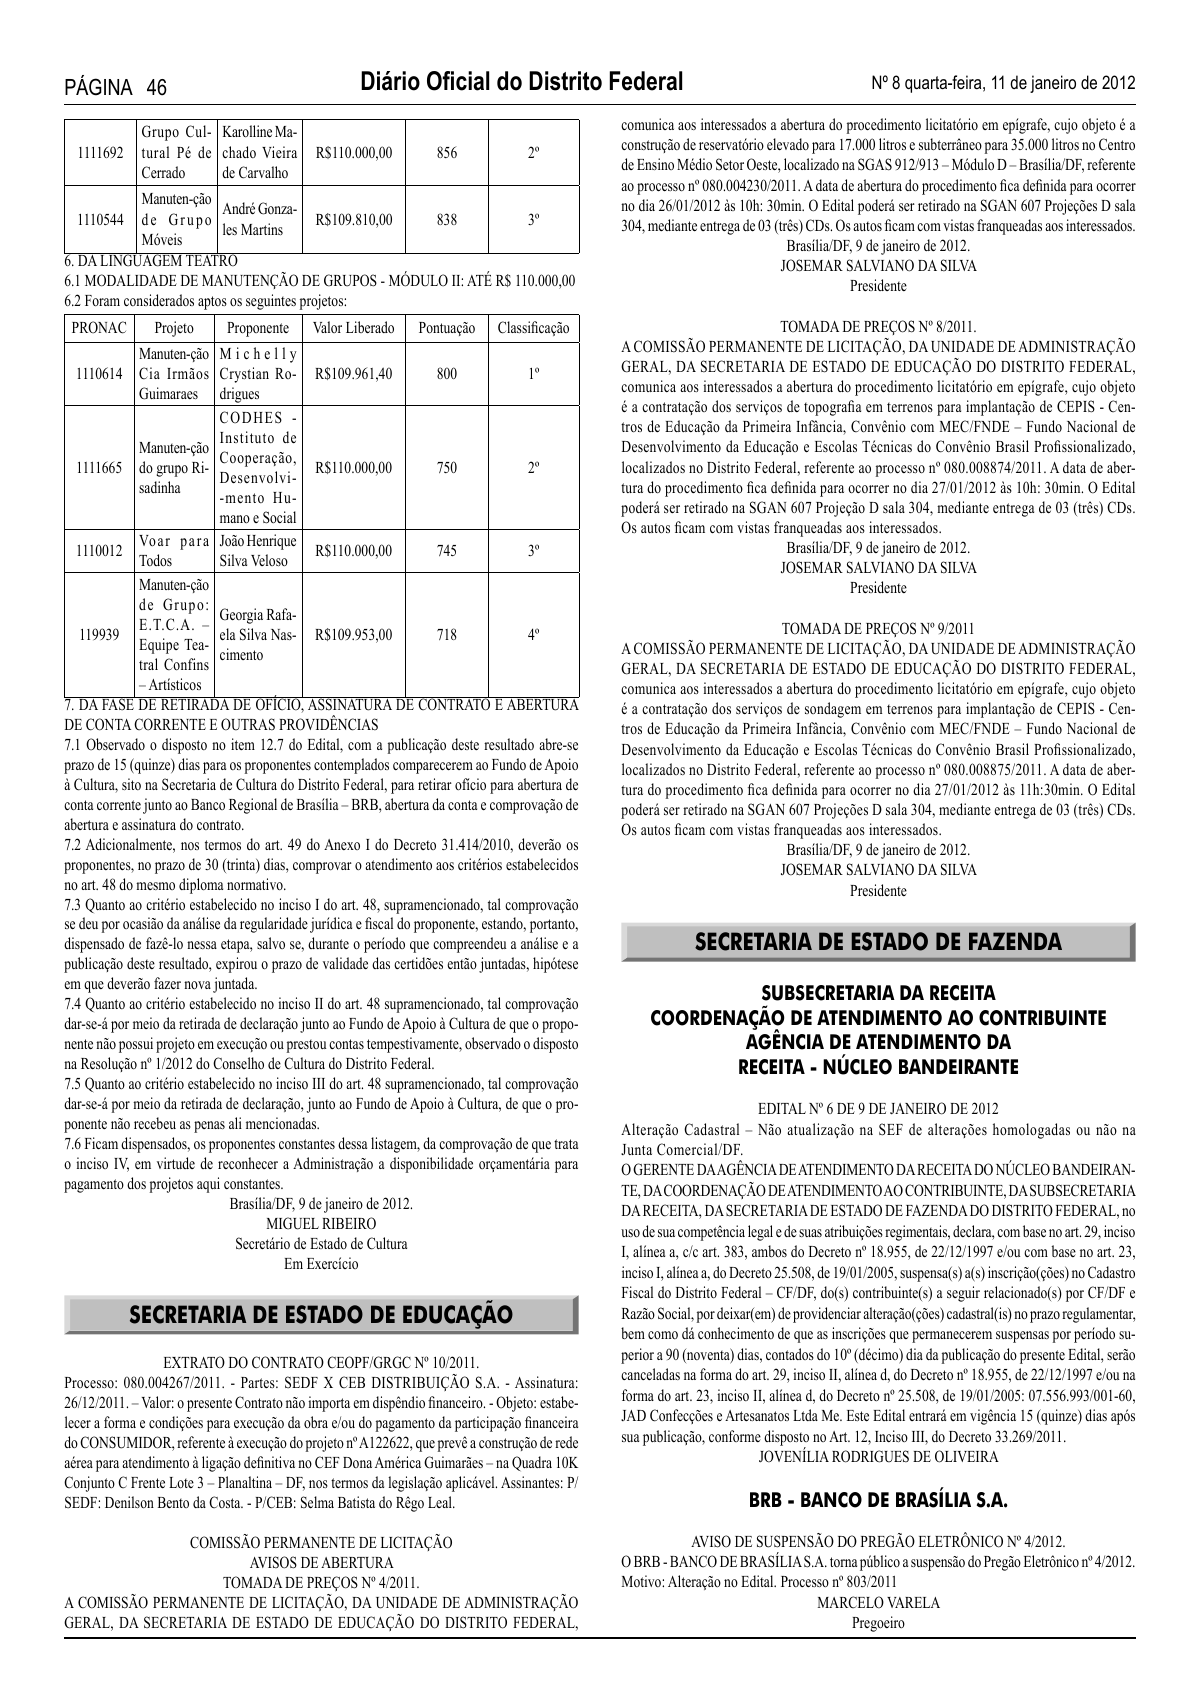 PÁGINA 46
Diário Oficial do Distrito Federal
Nº 8 quarta-feira, 11 de janeiro de 2012
1111692
Grupo Cul-
tural Pé de
Cerrado
Karolline Ma-
chado Vieira
de Carvalho
R$110.000,00
856
2º
1110544
Manuten-ção
de Grupo
Móveis
André Gonza-
les Martins
R$109.810,00
838
3º
6. DA LINGUAGEM TEATRO
6.1 MODALIDADE DE MANUTENÇÃO DE GRUPOS - MÓDULO II: ATÉ R$ 110.000,00
6.2 Foram considerados aptos os seguintes projetos:
PRONAC
Projeto
Proponente
Valor Liberado
Pontuação
Classificação
1110614
Manuten-ção
Cia Irmãos
Guimaraes
Michelly
Crystian Ro-
drigues
R$109.961,40
800
1º
1111665
Manuten-ção
do grupo Ri-
sadinha
CODHES -
Instituto de
Cooperação,
Desenvolvi-
-mento Hu-
mano e Social
R$110.000,00
750
2º
1110012
Voar para
Todos
João Henrique
Silva Veloso
R$110.000,00
745
3º
119939
Manuten-ção
de Grupo:
E.T.C.A. –
Equipe Tea-
tral Confins
– Artísticos
Georgia Rafa-
ela Silva Nas-
cimento
R$109.953,00
718
4º
7. DA FASE DE RETIRADA DE OFÍCIO, ASSINATURA DE CONTRATO E ABERTURA
DE CONTA CORRENTE E OUTRAS PROVIDÊNCIAS
7.1 Observado o disposto no item 12.7 do Edital, com a publicação deste resultado abre-se
prazo de 15 (quinze) dias para os proponentes contemplados comparecerem ao Fundo de Apoio
à Cultura, sito na Secretaria de Cultura do Distrito Federal, para retirar ofício para abertura de
conta corrente junto ao Banco Regional de Brasília – BRB, abertura da conta e comprovação de
abertura e assinatura do contrato.
7.2 Adicionalmente, nos termos do art. 49 do Anexo I do Decreto 31.414/2010, deverão os
proponentes, no prazo de 30 (trinta) dias, comprovar o atendimento aos critérios estabelecidos
no art. 48 do mesmo diploma normativo.
7.3 Quanto ao critério estabelecido no inciso I do art. 48, supramencionado, tal comprovação
se deu por ocasião da análise da regularidade jurídica e fiscal do proponente, estando, portanto,
dispensado de fazê-lo nessa etapa, salvo se, durante o período que compreendeu a análise e a
publicação deste resultado, expirou o prazo de validade das certidões então juntadas, hipótese
em que deverão fazer nova juntada.
7.4 Quanto ao critério estabelecido no inciso II do art. 48 supramencionado, tal comprovação
dar-se-á por meio da retirada de declaração junto ao Fundo de Apoio à Cultura de que o propo-
nente não possui projeto em execução ou prestou contas tempestivamente, observado o disposto
na Resolução nº 1/2012 do Conselho de Cultura do Distrito Federal.
7.5 Quanto ao critério estabelecido no inciso III do art. 48 supramencionado, tal comprovação
dar-se-á por meio da retirada de declaração, junto ao Fundo de Apoio à Cultura, de que o pro-
ponente não recebeu as penas ali mencionadas.
7.6 Ficam dispensados, os proponentes constantes dessa listagem, da comprovação de que trata
o inciso IV, em virtude de reconhecer a Administração a disponibilidade orçamentária para
pagamento dos projetos aqui constantes.
Brasília/DF, 9 de janeiro de 2012.
MIGUEL RIBEIRO
Secretário de Estado de Cultura
Em Exercício
SECRETARIA DE ESTADO DE EDUCAÇÃO
EXTRATO DO CONTRATO CEOPF/GRGC Nº 10/2011.
Processo: 080.004267/2011. - Partes: SEDF X CEB DISTRIBUIÇÃO S.A. - Assinatura:
26/12/2011. – Valor: o presente Contrato não importa em dispêndio financeiro. - Objeto: estabe-
lecer a forma e condições para execução da obra e/ou do pagamento da participação financeira
do CONSUMIDOR, referente à execução do projeto nº A122622, que prevê a construção de rede
aérea para atendimento à ligação definitiva no CEF Dona América Guimarães – na Quadra 10K
Conjunto C Frente Lote 3 – Planaltina – DF, nos termos da legislação aplicável. Assinantes: P/
SEDF: Denilson Bento da Costa. - P/CEB: Selma Batista do Rêgo Leal.
COMISSÃO PERMANENTE DE LICITAÇÃO
AVISOS DE ABERTURA
TOMADA DE PREÇOS Nº 4/2011.
A COMISSÃO PERMANENTE DE LICITAÇÃO, DA UNIDADE DE ADMINISTRAÇÃO
GERAL, DA SECRETARIA DE ESTADO DE EDUCAÇÃO DO DISTRITO FEDERAL,
comunica aos interessados a abertura do procedimento licitatório em epígrafe, cujo objeto é a
construção de reservatório elevado para 17.000 litros e subterrâneo para 35.000 litros no Centro
de Ensino Médio Setor Oeste, localizado na SGAS 912/913 – Módulo D – Brasília/DF, referente
ao processo nº 080.004230/2011. A data de abertura do procedimento fica definida para ocorrer
no dia 26/01/2012 às 10h: 30min. O Edital poderá ser retirado na SGAN 607 Projeções D sala
304, mediante entrega de 03 (três) CDs. Os autos ficam com vistas franqueadas aos interessados.
Brasília/DF, 9 de janeiro de 2012.
JOSEMAR SALVIANO DA SILVA
Presidente
TOMADA DE PREÇOS Nº 8/2011.
A COMISSÃO PERMANENTE DE LICITAÇÃO, DA UNIDADE DE ADMINISTRAÇÃO
GERAL, DA SECRETARIA DE ESTADO DE EDUCAÇÃO DO DISTRITO FEDERAL,
comunica aos interessados a abertura do procedimento licitatório em epígrafe, cujo objeto
é a contratação dos serviços de topografia em terrenos para implantação de CEPIS - Cen-
tros de Educação da Primeira Infância, Convênio com MEC/FNDE – Fundo Nacional de
Desenvolvimento da Educação e Escolas Técnicas do Convênio Brasil Profissionalizado,
localizados no Distrito Federal, referente ao processo nº 080.008874/2011. A data de aber-
tura do procedimento fica definida para ocorrer no dia 27/01/2012 às 10h: 30min. O Edital
poderá ser retirado na SGAN 607 Projeção D sala 304, mediante entrega de 03 (três) CDs.
Os autos ficam com vistas franqueadas aos interessados.
Brasília/DF, 9 de janeiro de 2012.
JOSEMAR SALVIANO DA SILVA
Presidente
TOMADA DE PREÇOS Nº 9/2011
A COMISSÃO PERMANENTE DE LICITAÇÃO, DA UNIDADE DE ADMINISTRAÇÃO
GERAL, DA SECRETARIA DE ESTADO DE EDUCAÇÃO DO DISTRITO FEDERAL,
comunica aos interessados a abertura do procedimento licitatório em epígrafe, cujo objeto
é a contratação dos serviços de sondagem em terrenos para implantação de CEPIS - Cen-
tros de Educação da Primeira Infância, Convênio com MEC/FNDE – Fundo Nacional de
Desenvolvimento da Educação e Escolas Técnicas do Convênio Brasil Profissionalizado,
localizados no Distrito Federal, referente ao processo nº 080.008875/2011. A data de aber-
tura do procedimento fica definida para ocorrer no dia 27/01/2012 às 11h:30min. O Edital
poderá ser retirado na SGAN 607 Projeções D sala 304, mediante entrega de 03 (três) CDs.
Os autos ficam com vistas franqueadas aos interessados.
Brasília/DF, 9 de janeiro de 2012.
JOSEMAR SALVIANO DA SILVA
Presidente
SECRETARIA DE ESTADO DE FAZENDA
SUBSECRETARIA DA RECEITA
COORDENAÇÃO DE ATENDIMENTO AO CONTRIBUINTE
AGÊNCIA DE ATENDIMENTO DA
RECEITA - NÚCLEO BANDEIRANTE
EDITAL Nº 6 DE 9 DE JANEIRO DE 2012
Alteração Cadastral – Não atualização na SEF de alterações homologadas ou não na
Junta Comercial/DF.
O GERENTE DA AGÊNCIA DE ATENDIMENTO DA RECEITA DO NÚCLEO BANDEIRAN-
TE, DA COORDENAÇÃO DE ATENDIMENTO AO CONTRIBUINTE, DA SUBSECRETARIA
DA RECEITA, DA SECRETARIA DE ESTADO DE FAZENDA DO DISTRITO FEDERAL, no
uso de sua competência legal e de suas atribuições regimentais, declara, com base no art. 29, inciso
I, alínea a, c/c art. 383, ambos do Decreto nº 18.955, de 22/12/1997 e/ou com base no art. 23,
inciso I, alínea a, do Decreto 25.508, de 19/01/2005, suspensa(s) a(s) inscrição(ções) no Cadastro
Fiscal do Distrito Federal – CF/DF, do(s) contribuinte(s) a seguir relacionado(s) por CF/DF e
Razão Social, por deixar(em) de providenciar alteração(ções) cadastral(is) no prazo regulamentar,
bem como dá conhecimento de que as inscrições que permanecerem suspensas por período su-
perior a 90 (noventa) dias, contados do 10º (décimo) dia da publicação do presente Edital, serão
canceladas na forma do art. 29, inciso II, alínea d, do Decreto nº 18.955, de 22/12/1997 e/ou na
forma do art. 23, inciso II, alínea d, do Decreto nº 25.508, de 19/01/2005: 07.556.993/001-60,
JAD Confecções e Artesanatos Ltda Me. Este Edital entrará em vigência 15 (quinze) dias após
sua publicação, conforme disposto no Art. 12, Inciso III, do Decreto 33.269/2011.
JOVENÍLIA RODRIGUES DE OLIVEIRA
BRB - BANCO DE BRASÍLIA S.A.
AVISO DE SUSPENSÃO DO PREGÃO ELETRÔNICO Nº 4/2012.
O BRB - BANCO DE BRASÍLIA S.A. torna público a suspensão do Pregão Eletrônico nº 4/2012.
Motivo: Alteração no Edital. Processo nº 803/2011
MARCELO VARELA
Pregoeiro